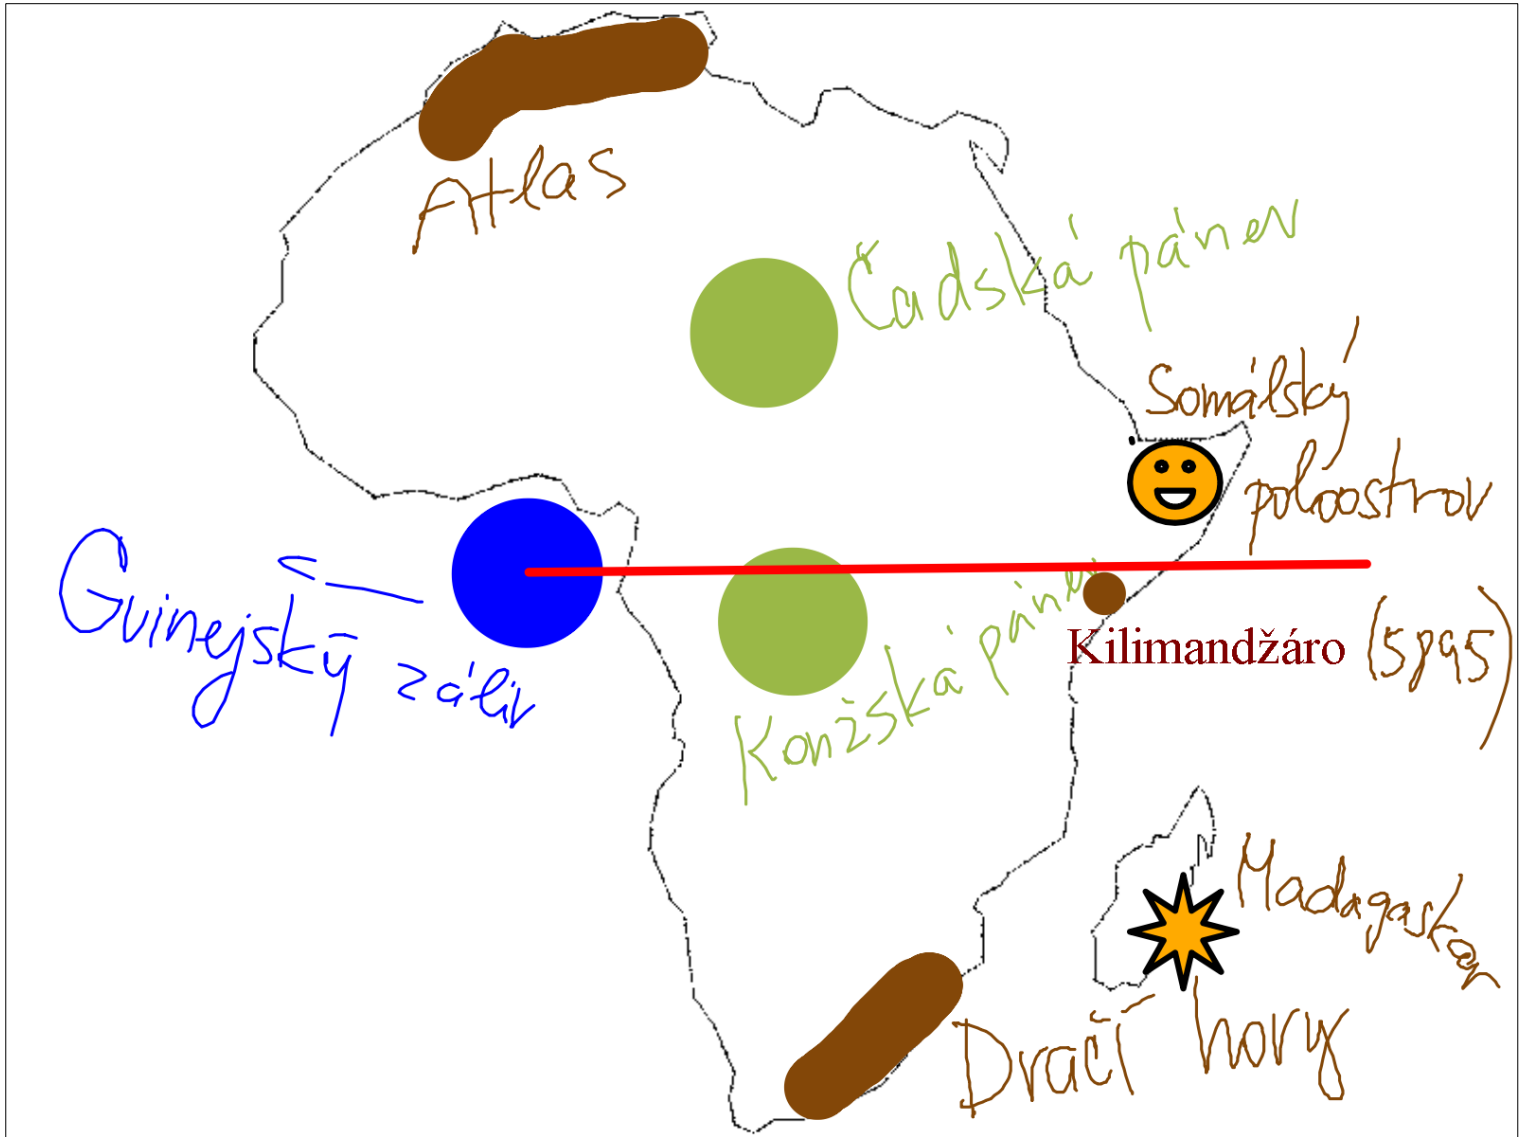 Atlas
Čadská pánev
Somálský
poloostrov
Guinejský záliv
Konžská pánev
Kilimandžáro (5895)
Madagaskar
Dračí hory